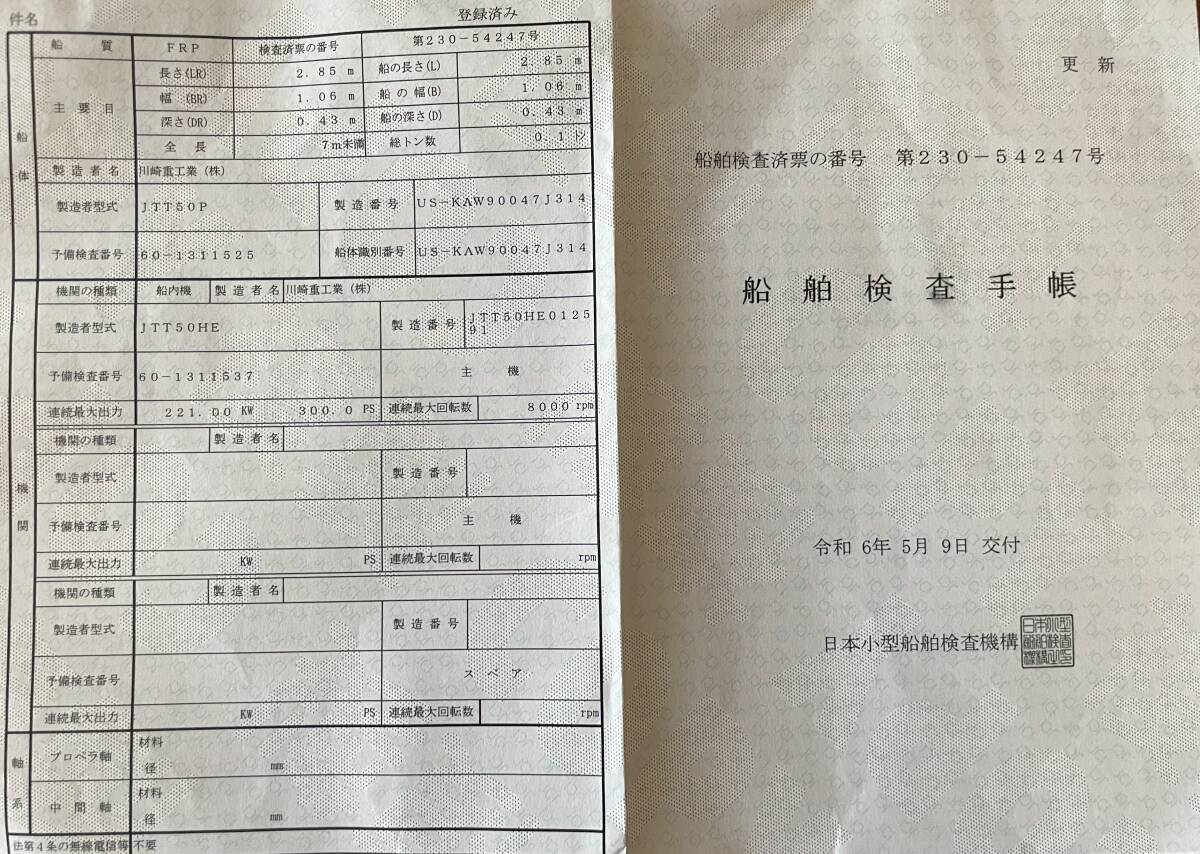 件名
登録済み
船質 FRP 検査済票の番号 第230-54247号
船体
主要目 長さ(LR) 2.85 m 船の長さ(L) 2.85 m
幅 (BR) 1.06 m 船の幅(B) 1.06 m
深さ(DR) 0.43 m 船の深さ(D) 0.43 m
全長 7m未満 総トン数 0.1トン
製造者名 川崎重工業(株)
製造者型式 JTT50P 製造番号 US-KAW90047J314
予備検査番号 60-1311525 船体識別番号 US-KAW90047J314
機関
機関の種類 船内機 製造者名 川崎重工業(株)
製造者型式 JTT50HE 製造番号 JTT50HE0125
91
予備検査番号 60-1311537 主機
連続最大出力 221.00 KW 300.0 PS 連続最大回転数 8000 rpm
機関の種類 製造者名
製造者型式 製造番号
予備検査番号 主機
連続最大出力 KW PS 連続最大回転数 rpm
機関の種類 製造者名
製造者型式 製造番号
予備検査番号 スペア
連続最大出力 KW PS 連続最大回転数 rpm
軸系
プロペラ軸 材料
径 mm
中間軸 材料
径 mm
法第4条の無線電信等 不要
更新
船舶検査済票の番号 第230-54247号
船舶検査手帳
令和 6年 5月 9日 交付
日本小型船舶検査機構